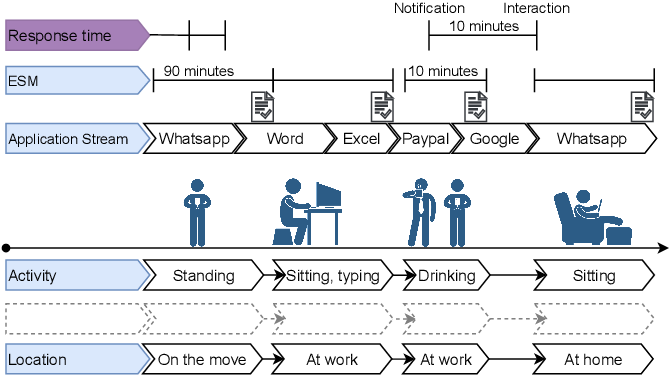 Notification Interaction
Response time 10 minutes
ESM 90 minutes 10 minutes
Application Stream Whatsapp Word Excel Paypal Google Whatsapp
Activity Standing Sitting, typing Drinking Sitting
Location On the move At work At work At home